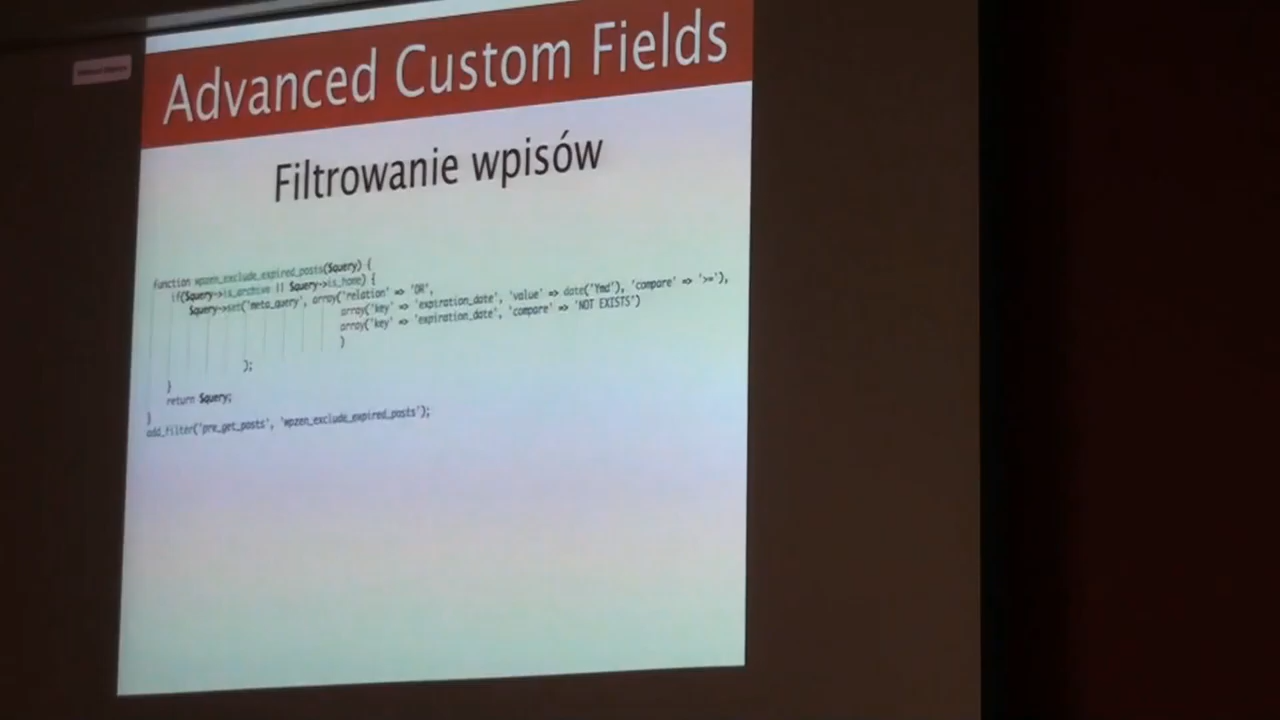 Advanced Custom Fields
Filtrowanie wpisów
function wpzen_exclude_expired_posts($query) {
if($query->is_archive || $query->is_home) {
$query->set('meta_query', array('relation' => 'OR',
array('key' => 'expiration_date', 'value' => date('Ymd'), 'compare' => '>='),
array('key' => 'expiration_date', 'compare' => 'NOT EXISTS')
)
);
}
return $query;
}
add_filter('pre_get_posts', 'wpzen_exclude_expired_posts');